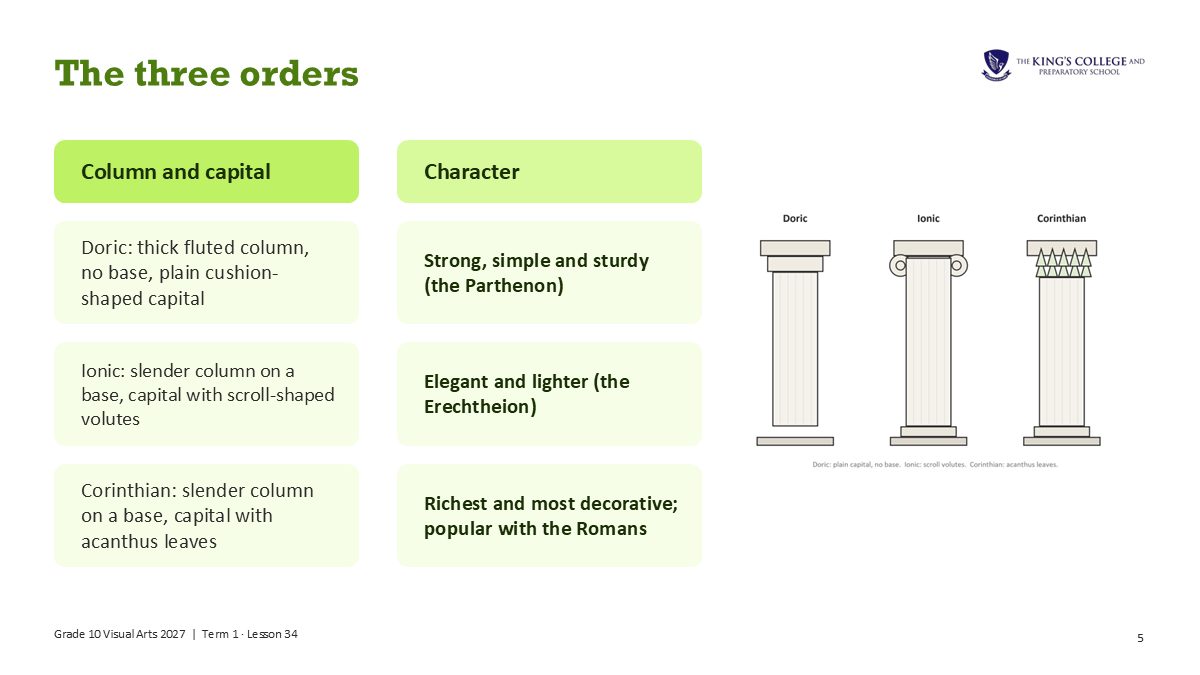 The three orders
THE KING'S COLLEGE AND
PREPARATORY SCHOOL
Column and capital
Character
Doric: thick fluted column,
no base, plain cushion-
shaped capital
Strong, simple and sturdy
(the Parthenon)
Ionic: slender column on a
base, capital with scroll-shaped
volutes
Elegant and lighter (the
Erechtheion)
Corinthian: slender column
on a base, capital with
acanthus leaves
Richest and most decorative;
popular with the Romans
Doric
Ionic
Corinthian
Doric: plain capital, no base. Ionic: scroll volutes. Corinthian: acanthus leaves.
Grade 10 Visual Arts 2027 | Term 1 · Lesson 34
5